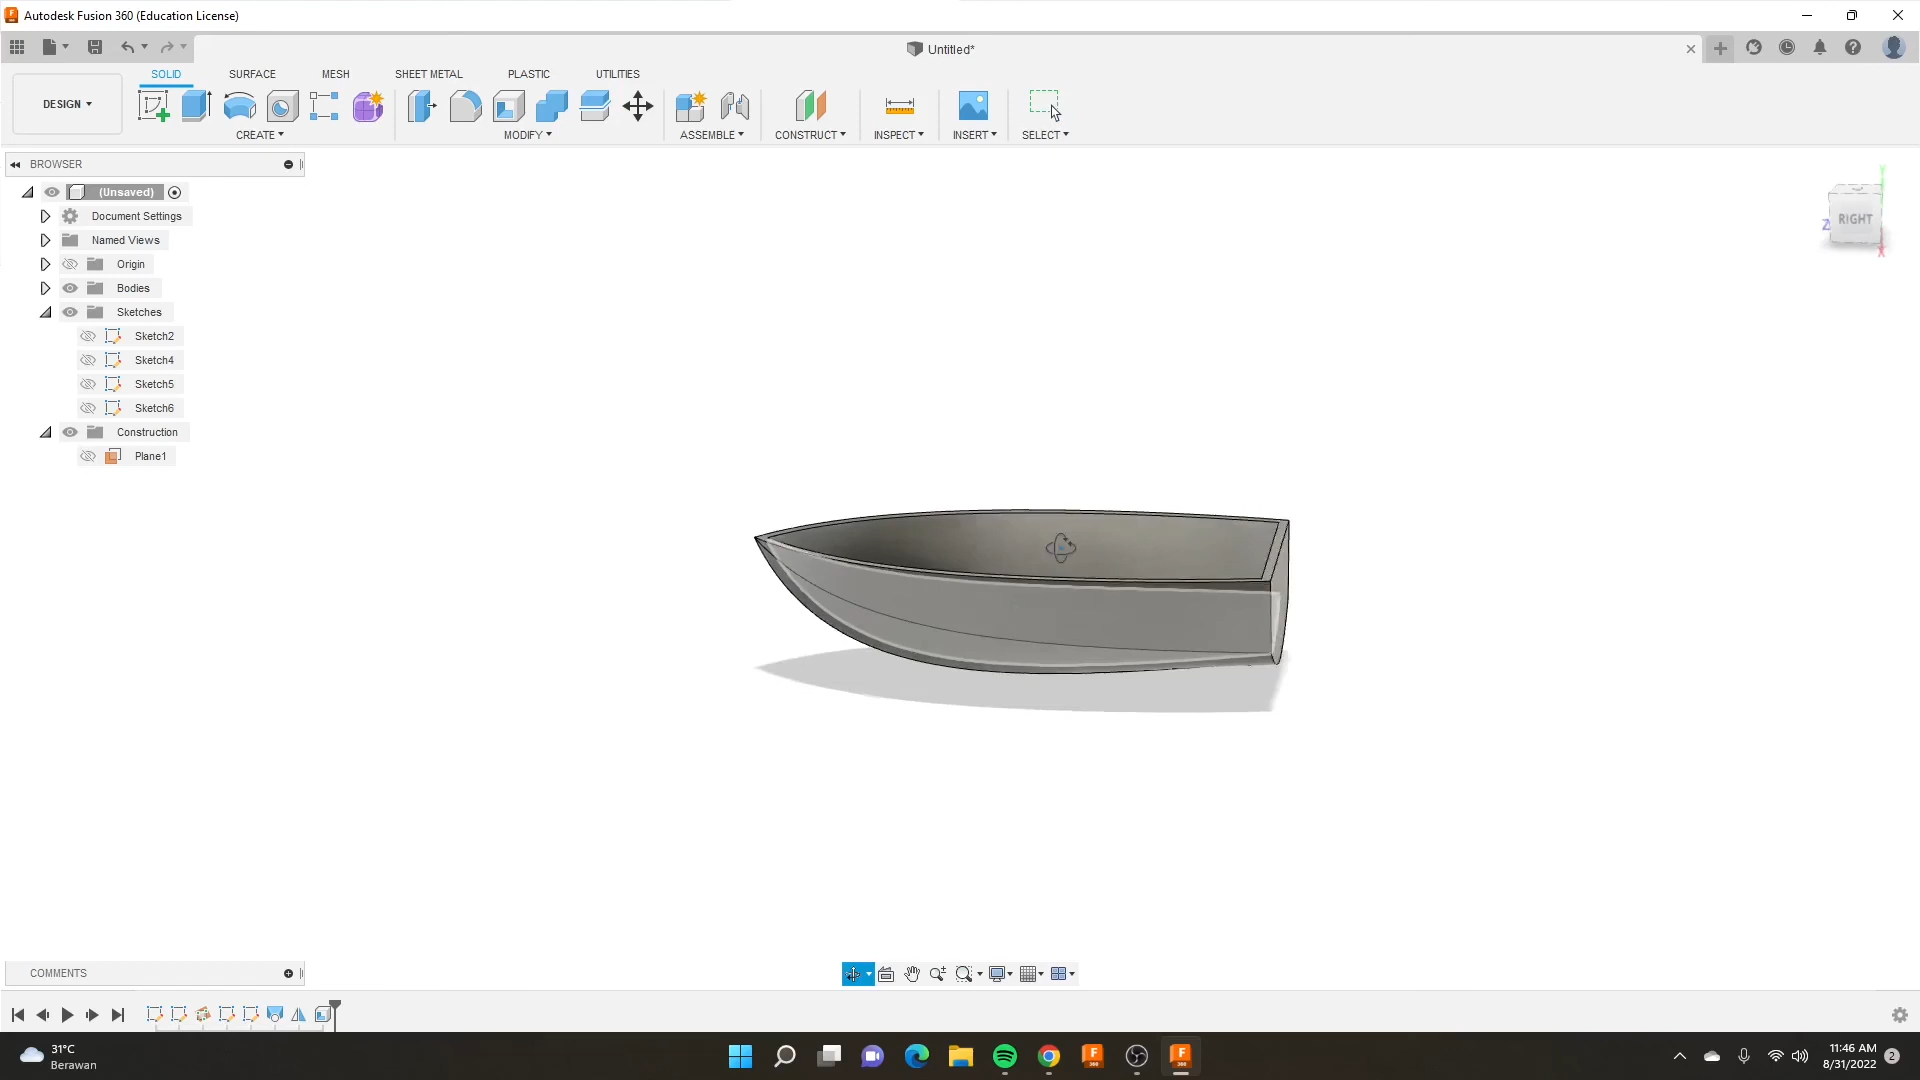 Autodesk Fusion 360 (Education License)
Untitled*
DESIGN
SOLID
SURFACE
MESH
SHEET METAL
PLASTIC
UTILITIES
CREATE
MODIFY
ASSEMBLE
CONSTRUCT
INSPECT
INSERT
SELECT
BROWSER
(Unsaved)
Document Settings
Named Views
Origin
Bodies
Sketches
Sketch2
Sketch4
Sketch5
Sketch6
Construction
Plane1
Y
Z
RIGHT
X
COMMENTS
31°C
Berawan
11:46 AM
8/31/2022
2